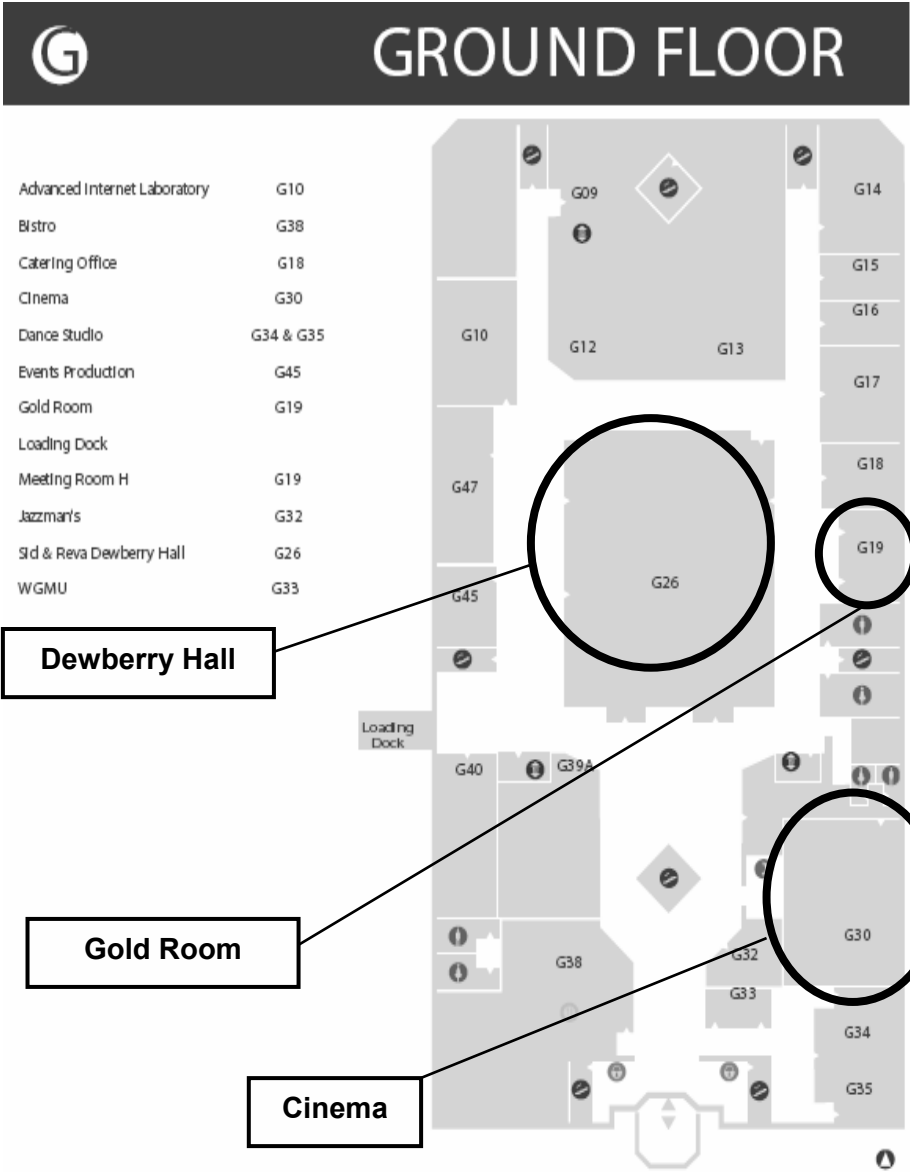 G GROUND FLOOR
Advanced Internet Laboratory G10
Bistro G38
Catering Office G18
Cinema G30
Dance Studio G34 & G35
Events Production G45
Gold Room G19
Loading Dock
Meeting Room H G19
Jazzman's G32
Sid & Reva Dewberry Hall G26
WGMU G33
G09
G14
G15
G16
G10
G12
G13
G17
G18
G47
G19
G26
G45
Dewberry Hall
Loading
Dock
G40
G39A
Gold Room
G38
G32
G30
G33
G34
G35
Cinema